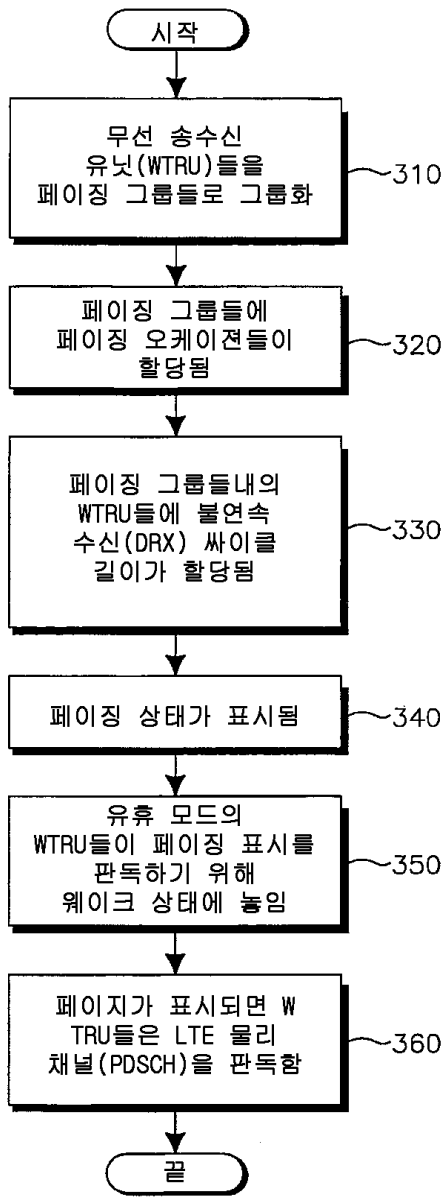 시작
무선 송수신
유닛(WTRU)들을
페이징 그룹들로 그룹화
310
페이징 그룹들에
페이징 오케이젼들이
할당됨
320
페이징 그룹들내의
WTRU들에 불연속
수신(DRX) 싸이클
길이가 할당됨
330
페이징 상태가 표시됨
340
유휴 모드의
WTRU들이 페이징 표시를
판독하기 위해
웨이크 상태에 놓임
350
페이지가 표시되면 W
TRU들은 LTE 물리
채널(PDSCH)을 판독함
360
끝